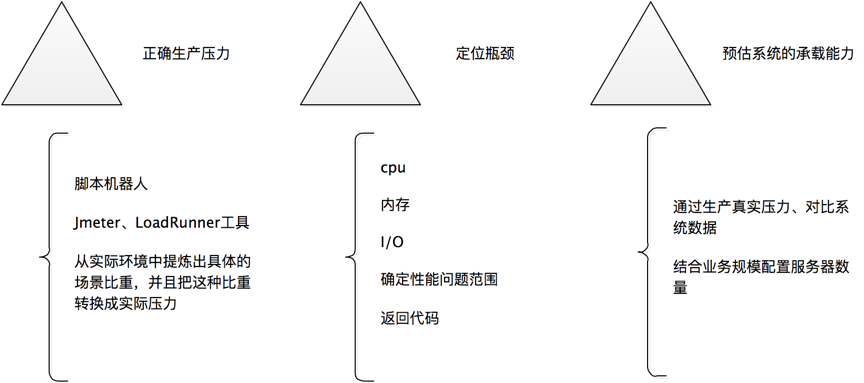 正确生产压力
定位瓶颈
预估系统的承载能力
脚本机器人
Jmeter、LoadRunner工具
从实际环境中提炼出具体的
场景比重，并且把这种比重
转换成实际压力
cpu
内存
I/O
确定性能问题范围
返回代码
通过生产真实压力、对比系
统数据
结合业务规模配置服务器数
量